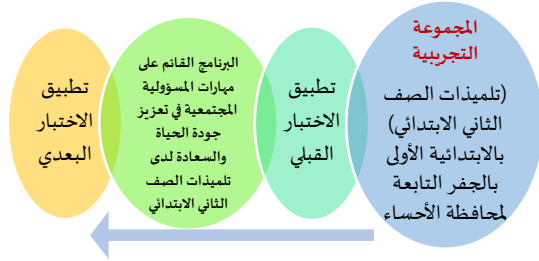 المجموعة
التجريبية
(تلميذات الصف
الثاني الابتدائي)
بالابتدائية الأولى
بالجفر التابعة
لمحافظة الأحساء
تطبيق
الاختبار
القبلي
البرنامج القائم على
مهارات المسؤولية
المجتمعية في تعزيز
جودة الحياة
والسعادة لدى
تلميذات الصف
الثاني الابتدائي
تطبيق
الاختبار
البعدي